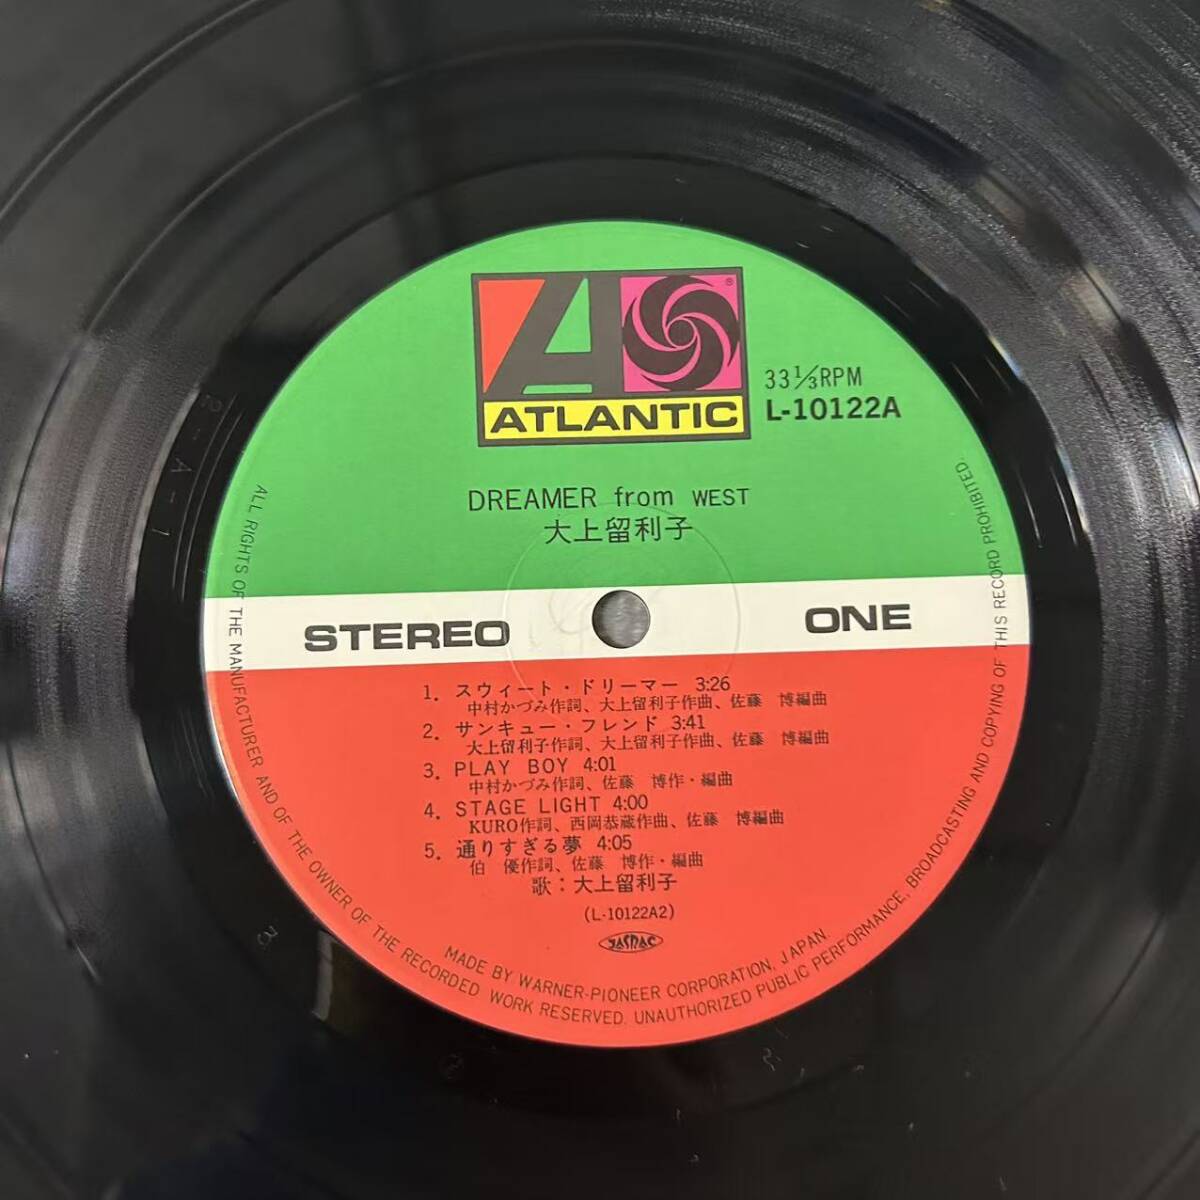 ATLANTIC
®
33 1/3 RPM
L-10122A
DREAMER from WEST
大上留利子
STEREO
ONE
1. スウィート・ドリーマー 3:26
中村かづみ作詞、大上留利子作曲、佐藤 博編曲
2. サンキュー・フレンド 3:41
大上留利子作詞、大上留利子作曲、佐藤 博編曲
3. PLAY BOY 4:01
中村かづみ作詞、佐藤 博作・編曲
4. STAGE LIGHT 4:00
KURO作詞、西岡恭蔵作曲、佐藤 博編曲
5. 通りすぎる夢 4:05
伯 優作詞、佐藤 博作・編曲
歌：大上留利子
(L-10122A2)
JASRAC
MADE BY WARNER-PIONEER CORPORATION, JAPAN.
ALL RIGHTS OF THE MANUFACTURER AND OF THE OWNER OF THE RECORDED WORK RESERVED. UNAUTHORIZED PUBLIC PERFORMANCE, BROADCASTING AND COPYING OF THIS RECORD PROHIBITED.
2-A-1
3